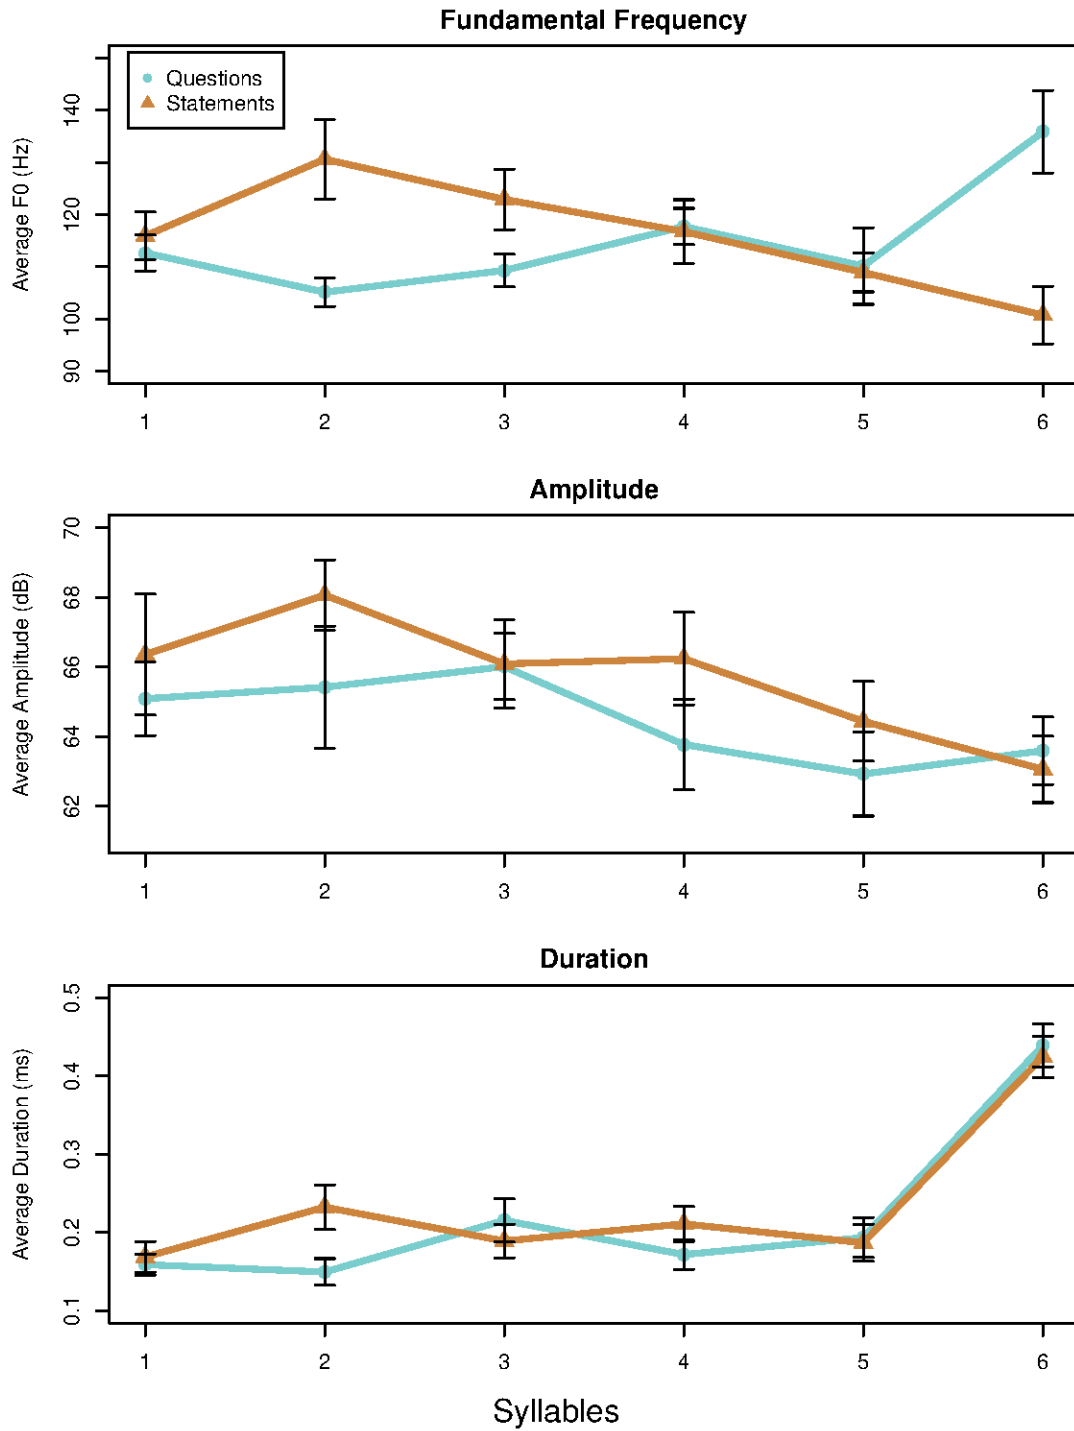 Fundamental Frequency
Questions
Statements
Average F0 (Hz)
140
120
100
90
1 2 3 4 5 6
Amplitude
Average Amplitude (dB)
70
68
66
64
62
1 2 3 4 5 6
Duration
Average Duration (ms)
0.5
0.4
0.3
0.2
0.1
1 2 3 4 5 6
Syllables